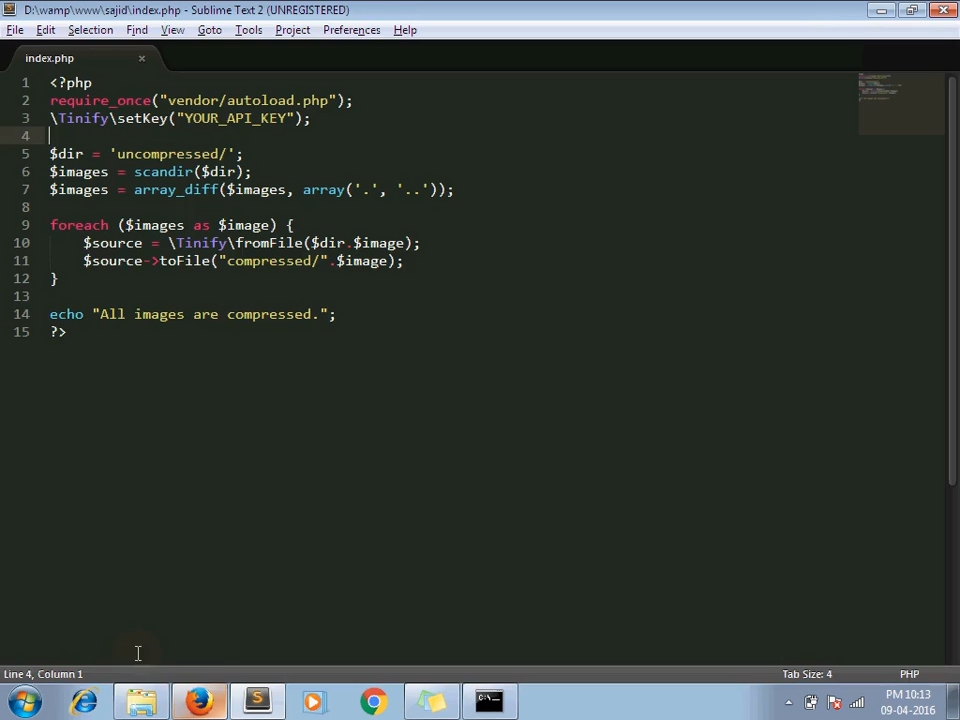 D:\wamp\www\sajid\index.php - Sublime Text 2 (UNREGISTERED)
File Edit Selection Find View Goto Tools Project Preferences Help
index.php
1 <?php
2 require_once("vendor/autoload.php");
3 \Tinify\setKey("YOUR_API_KEY");
4
5 $dir = 'uncompressed/';
6 $images = scandir($dir);
7 $images = array_diff($images, array('.', '..'));
8
9 foreach ($images as $image) {
10     $source = \Tinify\fromFile($dir.$image);
11     $source->toFile("compressed/".$image);
12 }
13
14 echo "All images are compressed.";
15 ?>
Line 4, Column 1 Tab Size: 4 PHP
PM 10:13
09-04-2016